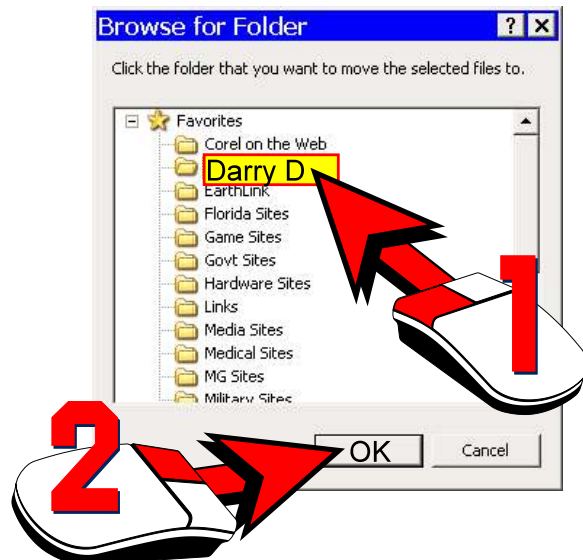 Browse for Folder
Click the folder that you want to move the selected files to.
Favorites
Corel on the Web
Darry D
EarthLink
Florida Sites
Game Sites
Govt Sites
Hardware Sites
Links
Media Sites
Medical Sites
MG Sites
Military Sites
1
2
OK
Cancel